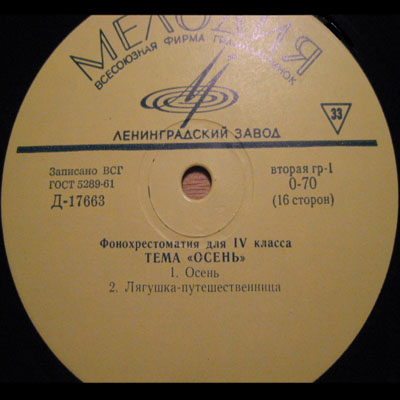 МЕЛОДИЯ
ВСЕСОЮЗНАЯ ФИРМА ГРАМПЛАСТИНОК
33
ЛЕНИНГРАДСКИЙ ЗАВОД
Записано ВСГ
ГОСТ 5289-61
Д-17663
вторая гр-1
0-70
(16 сторон)
Фонохрестоматия для IV класса
ТЕМА «ОСЕНЬ»
1. Осень
2. Лягушка-путешественница